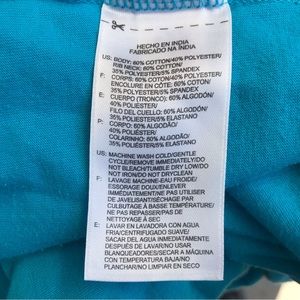 HECHO EN INDIA
FABRICADO NA INDIA
US: BODY: 60% COTTON/40% POLYESTER/
RIB NECK: 60% COTTON/
35% POLYESTER/5% SPANDEX
F: CORPS: 60% COTON/40% POLYESTER/
ENCOLURE EN CÔTE: 60% COTON/
35% POLYESTER/5% SPANDEX
E: CUERPO (TRONCO): 60% ALGODÓN/
40% POLIÉSTER/
FILO DEL CUELLO: 60% ALGODÓN/
35% POLIÉSTER/5% ELASTANO
P: CORPO: 60% ALGODÃO/
40% POLIÉSTER/
COLARINHO: 60% ALGODÃO/
35% POLIÉSTER/5% ELASTANO
US: MACHINE WASH COLD/GENTLE
CYCLE/REMOVE IMMEDIATELY/DO
NOT BLEACH/TUMBLE DRY LOW/DO
NOT IRON/DO NOT DRYCLEAN
F: LAVAGE MACHINE-EAU FROIDE/
ESSORAGE DOUX/ENLEVER
IMMÉDIATEMENT/NE PAS UTILISER
DE JAVELISANT/SÉCHAGE PAR
CULBUTAGE À BASSE TEMPÉRATURE/
NE PAS REPASSER/PAS DE
NETTOYAGE À SEC
E: LAVAR EN LAVADORA CON AGUA
FRIA/CENTRIFUGADO SUAVE/
SACAR DEL AGUA INMEDIATAMENTE
DESPUÉS DE LAVAR/NO USAR
BLANQUEADOR/SECAR EN MÁQUINA
CON TEMPERATURA BAJA/NO
PLANCHAR/NO LIMPIAR EN SECO